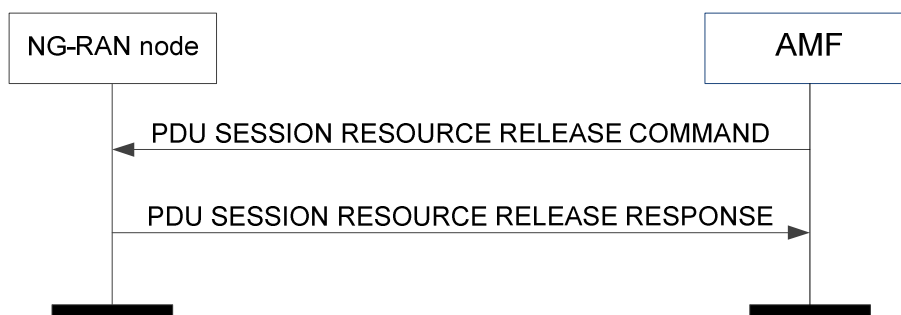 NG-RAN node
AMF
PDU SESSION RESOURCE RELEASE COMMAND
PDU SESSION RESOURCE RELEASE RESPONSE